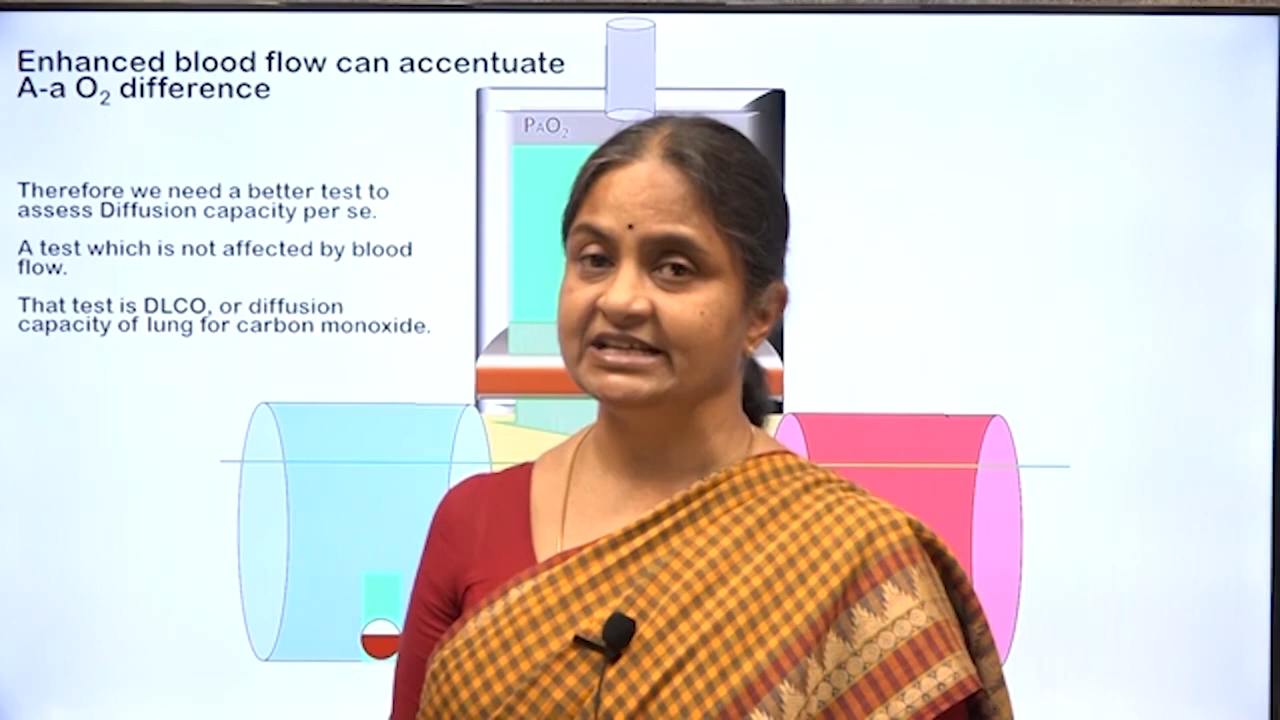 Enhanced blood flow can accentuate
A-a O₂ difference
PAO₂
Therefore we need a better test to
assess Diffusion capacity per se.
A test which is not affected by blood
flow.
That test is DLCO, or diffusion
capacity of lung for carbon monoxide.